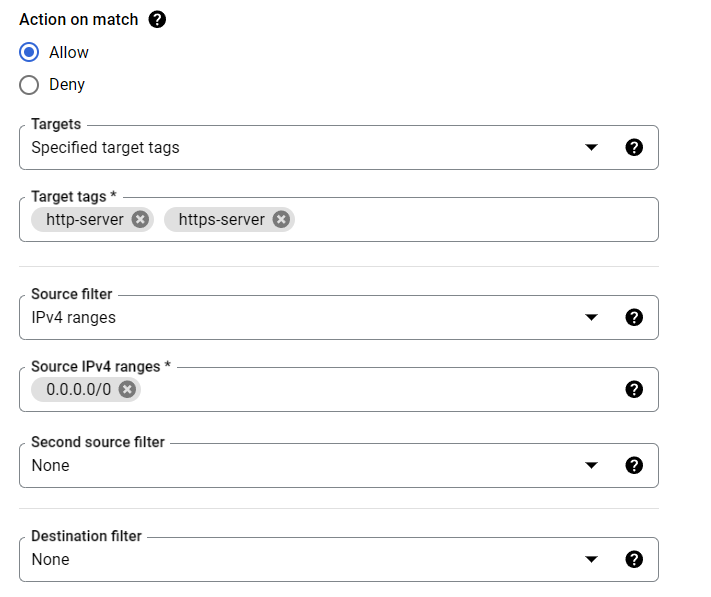 Action on match
Allow
Deny
Targets
Specified target tags
Target tags *
http-server https-server
Source filter
IPv4 ranges
Source IPv4 ranges *
0.0.0.0/0
Second source filter
None
Destination filter
None